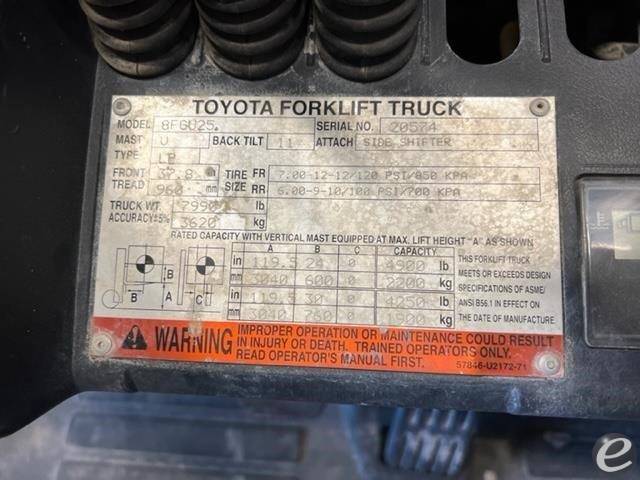 TOYOTA FORKLIFT TRUCK
MODEL 8FGU25 SERIAL NO. 20574
MAST V BACK TILT 11 ATTACH SIDE SHIFTER
TYPE LP
FRONT TREAD 37.8 in 960 mm
TIRE SIZE FR 7.00-12-12/120 PSI/850 KPA
RR 6.00-9-10/100 PSI/700 KPA
TRUCK WT. 7990 lb
ACCURACY±5% 3620 kg
RATED CAPACITY WITH VERTICAL MAST EQUIPPED AT MAX. LIFT HEIGHT "A" AS SHOWN
A B C CAPACITY
in 119.5 0 4900 lb
mm 3040 600 0 2200 kg
in 119.5 30 0 4250 lb
mm 3040 760 0 1900 kg
B A B C
THIS FORKLIFT TRUCK
MEETS OR EXCEEDS DESIGN
SPECIFICATIONS OF ASME/
ANSI B56.1 IN EFFECT ON
THE DATE OF MANUFACTURE.
WARNING
IMPROPER OPERATION OR MAINTENANCE COULD RESULT
IN INJURY OR DEATH. TRAINED OPERATORS ONLY.
READ OPERATOR'S MANUAL FIRST.
57846-U2172-71
e